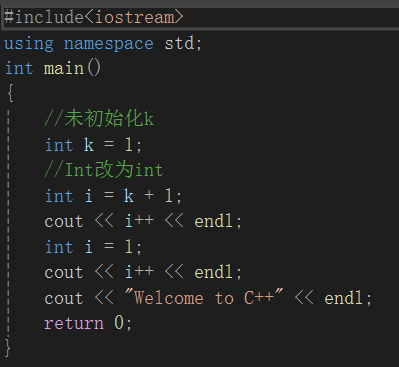 #include<iostream>
using namespace std;
int main()
{
//未初始化k
int k = 1;
//Int改为int
int i = k + 1;
cout << i++ << endl;
int i = 1;
cout << i++ << endl;
cout << "Welcome to C++" << endl;
return 0;
}